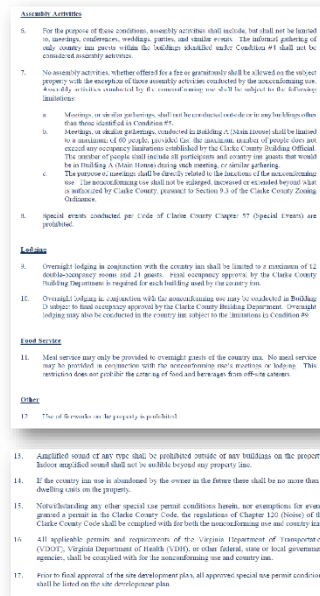 Assembly Activities
6. For the purpose of these conditions, assembly activities shall include, but shall not be limited
to, meetings, conferences, weddings, parties, and similar events. The informal gathering of
only country inn guests within the buildings identified under Condition #1 shall not be
considered assembly activities.
7. No assembly activities, whether offered for a fee or gratuitously shall be allowed on the subject
property with the exception of those assembly activities conducted by the nonconforming use.
Assembly activities conducted by the nonconforming use shall be subject to the following
limitations:
a. Meetings, or similar gatherings, shall not be conducted outside or in any buildings other
than those identified in Condition #5.
b. Meetings, or similar gatherings, conducted in Building A (Main House) shall be limited
to a maximum of 60 people, provided that the maximum number of people does not
exceed any occupancy limitations established by the Clarke County Building Official.
The number of people shall include all participants and country inn guests that would
be in Building A (Main House) during such meeting, or similar gathering.
c. The purpose of meetings shall be directly related to the functions of the nonconforming
use. The nonconforming use shall not be enlarged, increased or extended beyond what
is authorized by Clarke County, pursuant to Section 9.3 of the Clarke County Zoning
Ordinance.
8. Special events conducted per Code of Clarke County Chapter 57 (Special Events) are
prohibited.
Lodging
9. Overnight lodging in conjunction with the country inn shall be limited to a maximum of 12
double-occupancy rooms and 24 guests. Final occupancy approval by the Clarke County
Building Department is required for each building used by the country inn.
10. Overnight lodging in conjunction with the nonconforming use may be conducted in Building
D subject to final occupancy approval by the Clarke County Building Department. Overnight
lodging may also be conducted in the country inn subject to the limitations in Condition #9.
Food Service
11. Meal service may only be provided to overnight guests of the country inn. No meal service
may be provided in conjunction with the nonconforming use's meetings or lodging. This
restriction does not prohibit the catering of food and beverages from off-site caterers.
Other
12. Use of fireworks on the property is prohibited.
13. Amplified sound of any type shall be prohibited outside of any buildings on the propert
Indoor amplified sound shall not be audible beyond any property line.
14. If the country inn use is abandoned by the owner in the future there shall be no more than
dwelling units on the property.
15. Notwithstanding any other special use permit conditions herein, nor exemptions for even
granted a permit in the Clarke County Code, the regulations of Chapter 120 (Noise) of th
Clarke County Code shall be complied with for both the nonconforming use and country inn
16. All applicable permits and requirements of the Virginia Department of Transportatio
(VDOT), Virginia Department of Health (VDH), or other federal, state or local governme
agencies, shall be complied with for the nonconforming use and country inn.
17. Prior to final approval of the site development plan, all approved special use permit condition
shall be listed on the site development plan